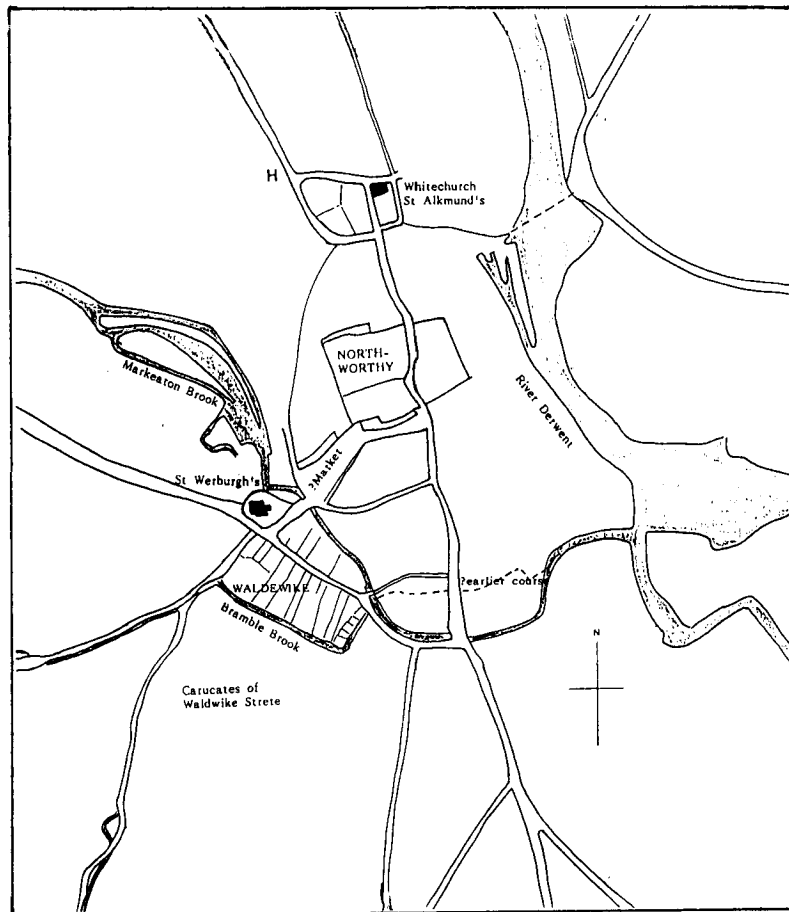 H
Whitechurch
St Alkmund's
NORTH-
WORTHY
Markeaton Brook
River Derwent
?Market
St Werburgh's
?earlier cours
WALDEWIKE
Bramble Brook
N
Carucates of
Waldwike Strete